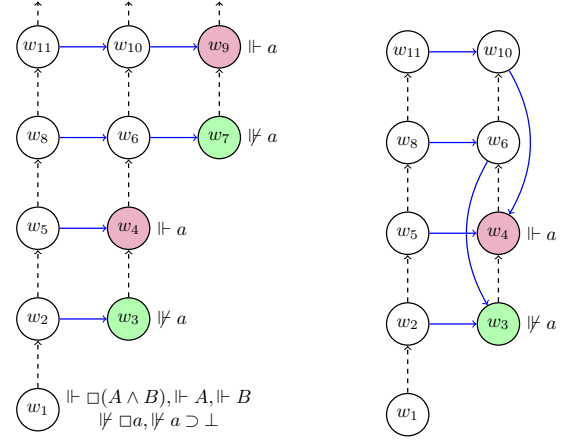 w₁₁ w₁₀ w₉ ⊩ a
w₈ w₆ w₇ ⊮ a
w₅ w₄ ⊩ a
w₂ w₃ ⊮ a
w₁ ⊩ □(A ∧ B), ⊩ A, ⊩ B
⊮ □a, ⊮ a ⊃ ⊥
w₁₁ w₁₀
w₈ w₆
w₅ w₄ ⊩ a
w₂ w₃ ⊮ a
w₁